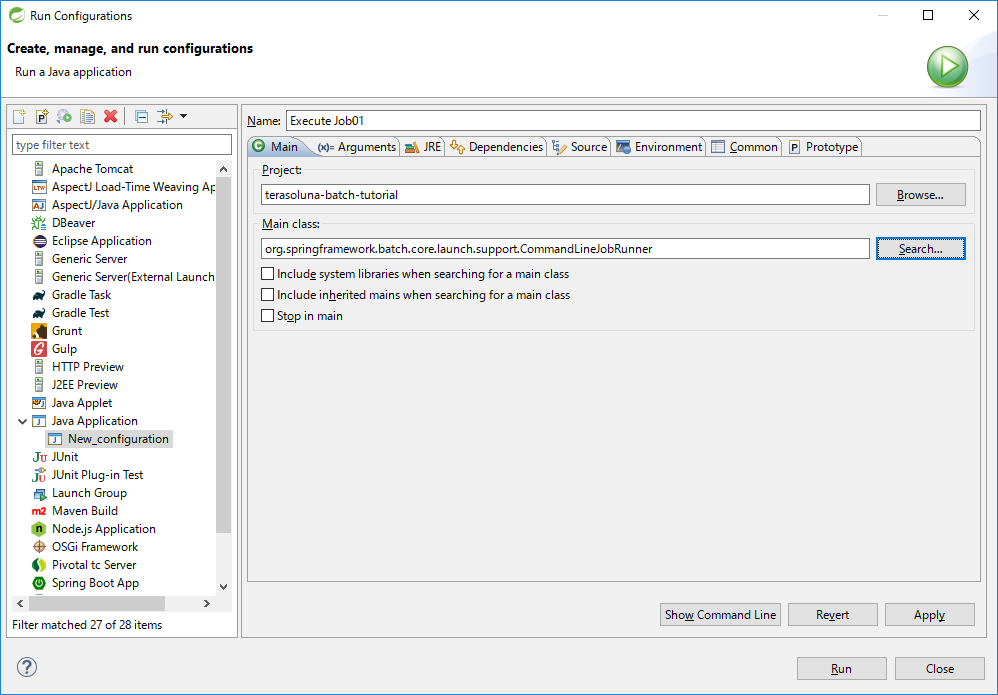 Run Configurations
Create, manage, and run configurations
Run a Java application
type filter text
Apache Tomcat
AspectJ Load-Time Weaving Ap
AspectJ/Java Application
DBeaver
Eclipse Application
Generic Server
Generic Server(External Launch
Gradle Task
Gradle Test
Grunt
Gulp
HTTP Preview
J2EE Preview
Java Applet
Java Application
New_configuration
JUnit
JUnit Plug-in Test
Launch Group
Maven Build
Node.js Application
OSGi Framework
Pivotal tc Server
Spring Boot App
Filter matched 27 of 28 items
Name: Execute Job01
Main (x)= Arguments JRE Dependencies Source Environment Common Prototype
Project:
terasoluna-batch-tutorial Browse...
Main class:
org.springframework.batch.core.launch.support.CommandLineJobRunner Search...
Include system libraries when searching for a main class
Include inherited mains when searching for a main class
Stop in main
Show Command Line Revert Apply
Run Close